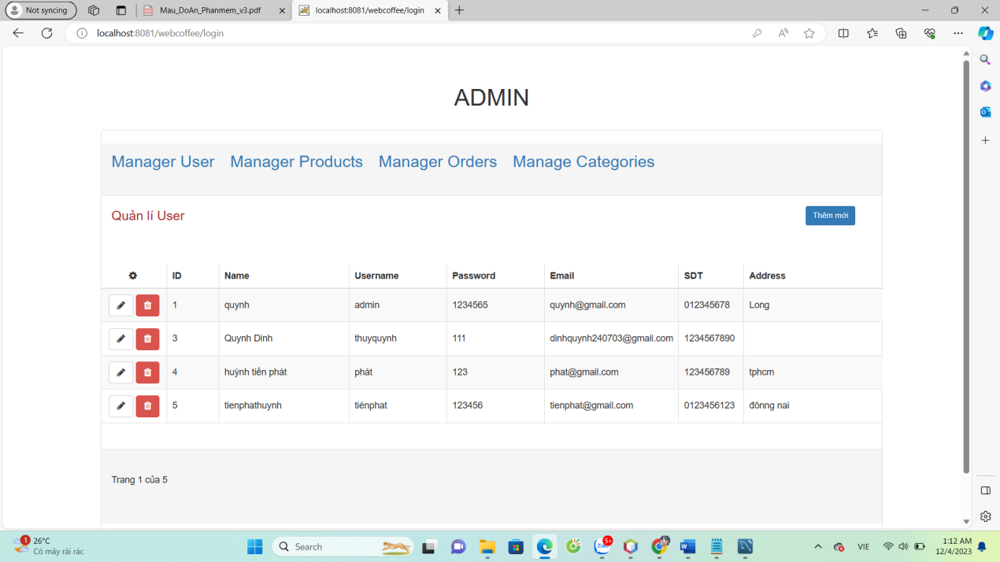 Not syncing
Mau_DoAn_Phanmem_v3.pdf
localhost:8081/webcoffee/login
localhost:8081/webcoffee/login
ADMIN
Manager User Manager Products Manager Orders Manage Categories
Quản lí User
Thêm mới
ID Name Username Password Email SDT Address
1 quynh admin 1234565 quynh@gmail.com 012345678 Long
3 Quynh Dinh thuyquynh 111 dinhquynh240703@gmail.com 1234567890
4 huỳnh tiến phát phát 123 phat@gmail.com 123456789 tphcm
5 tienphathuynh tiénphat 123456 tienphat@gmail.com 0123456123 đônng nai
Trang 1 của 5
1
26°C
Có mây rải rác
Search
5+
VIE
1:12 AM
12/4/2023